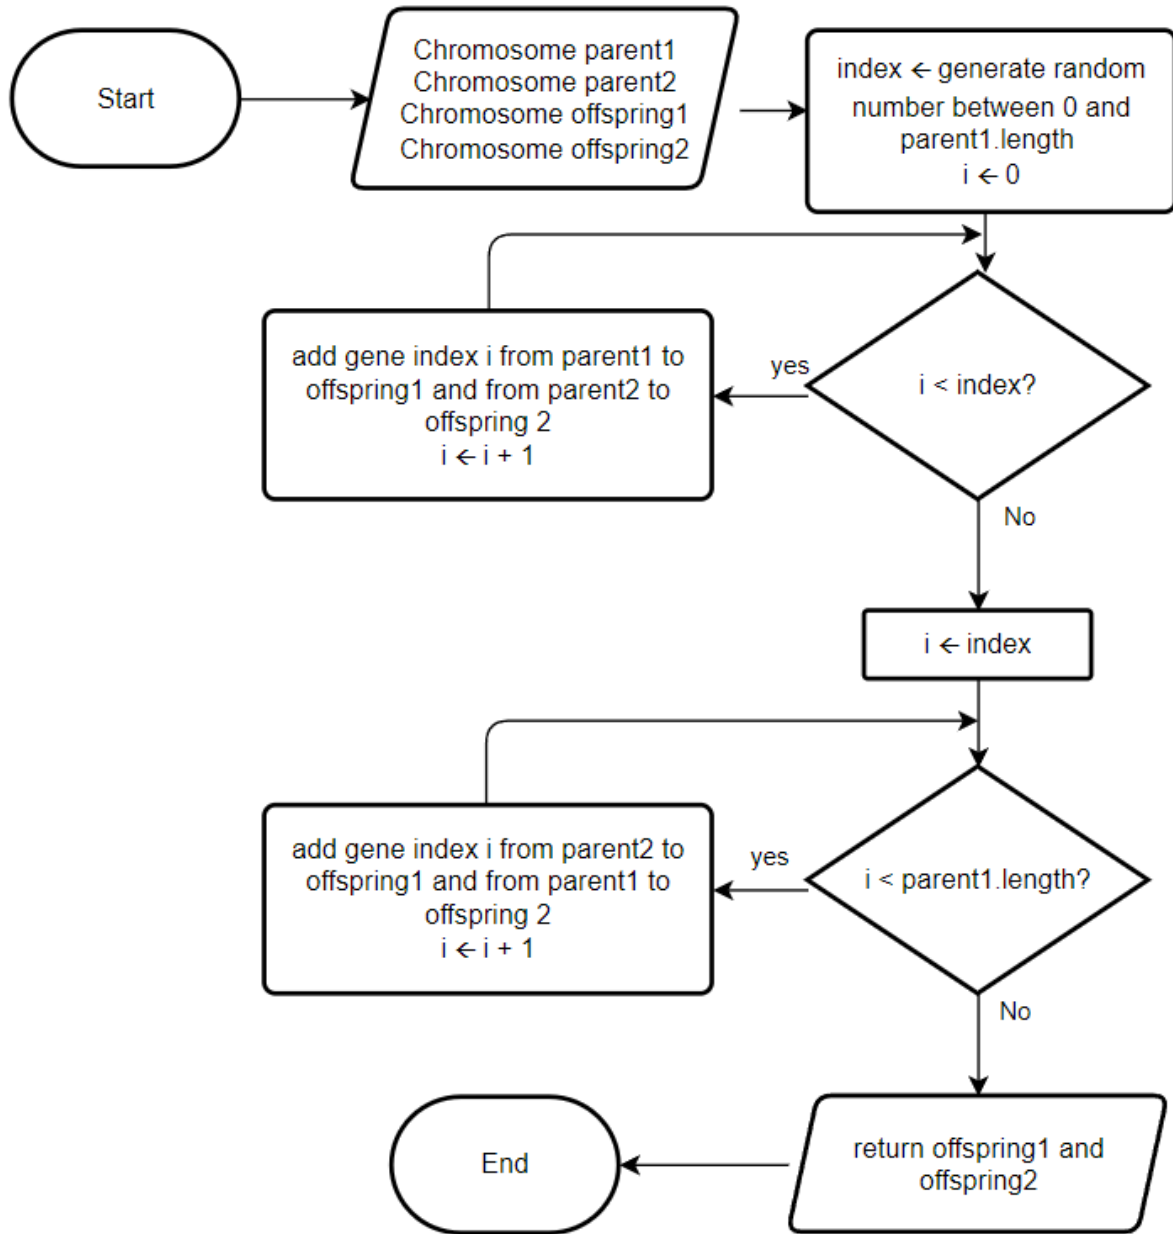 Start
Chromosome parent1
Chromosome parent2
Chromosome offspring1
Chromosome offspring2
index ← generate random
number between 0 and
parent1.length
i ← 0
i < index?
yes
add gene index i from parent1 to
offspring1 and from parent2 to
offspring 2
i ← i + 1
No
i ← index
i < parent1.length?
yes
add gene index i from parent2 to
offspring1 and from parent1 to
offspring 2
i ← i + 1
No
return offspring1 and
offspring2
End